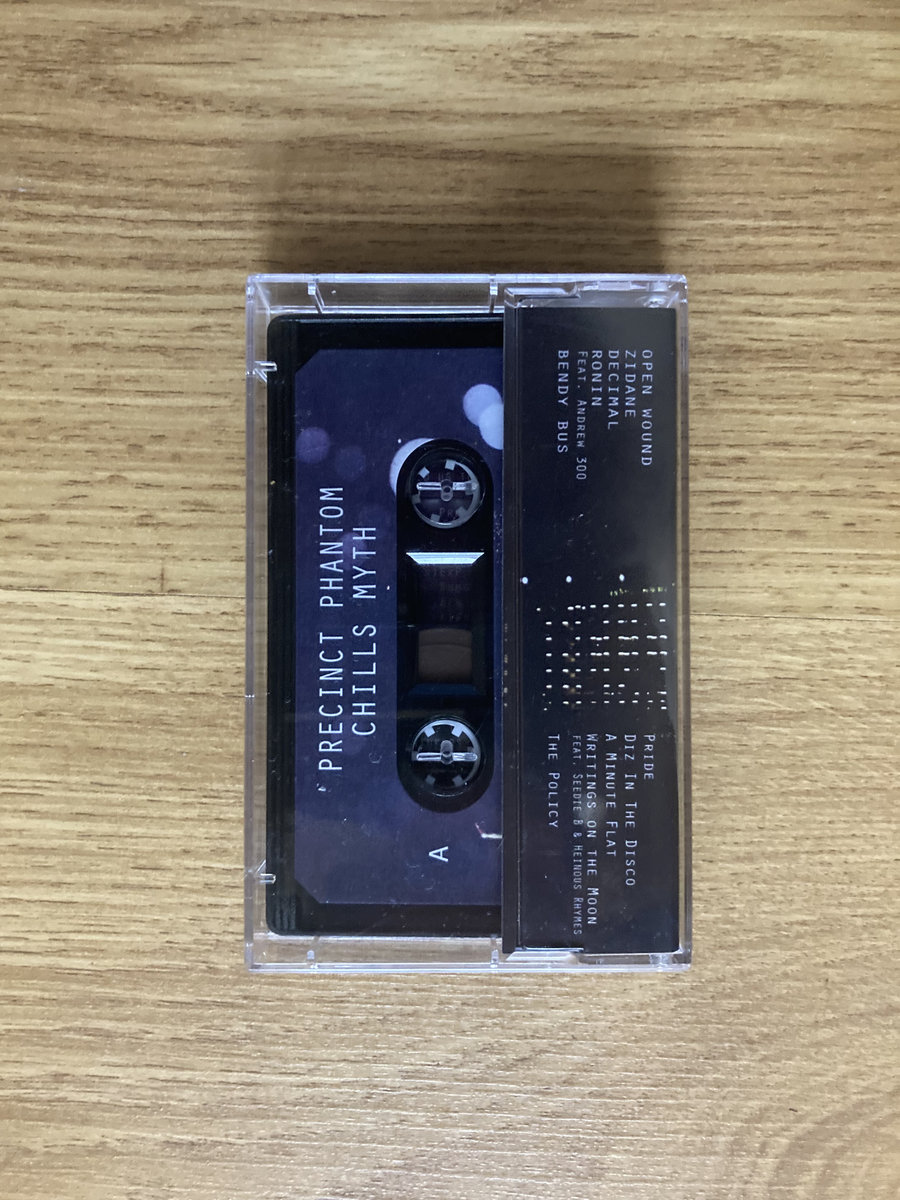 PRECINCT PHANTOM
CHILLS MYTH
A
OPEN WOUND
ZIDANE
DECIMAL
RONIN
FEAT. ANDREW 300
BENDY BUS
PRIDE
DIZ IN THE DISCO
A MINUTE FLAT
WRITINGS ON THE MOON
FEAT. SEEDIE B & HEINOUS RHYMES
THE POLICY